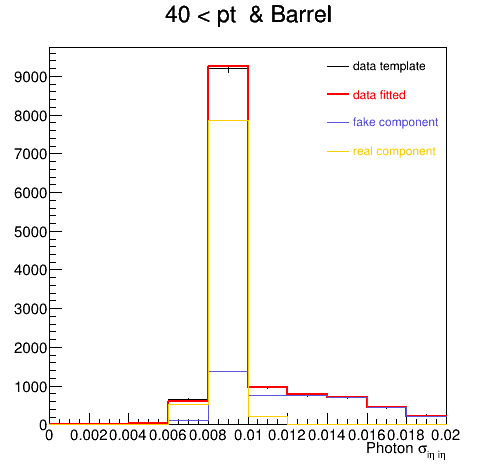 40 < pt & Barrel
data template
data fitted
fake component
real component
9000
8000
7000
6000
5000
4000
3000
2000
1000
0
0 0.002 0.004 0.006 0.008 0.01 0.012 0.014 0.016 0.018 0.02
Photon σiη iη